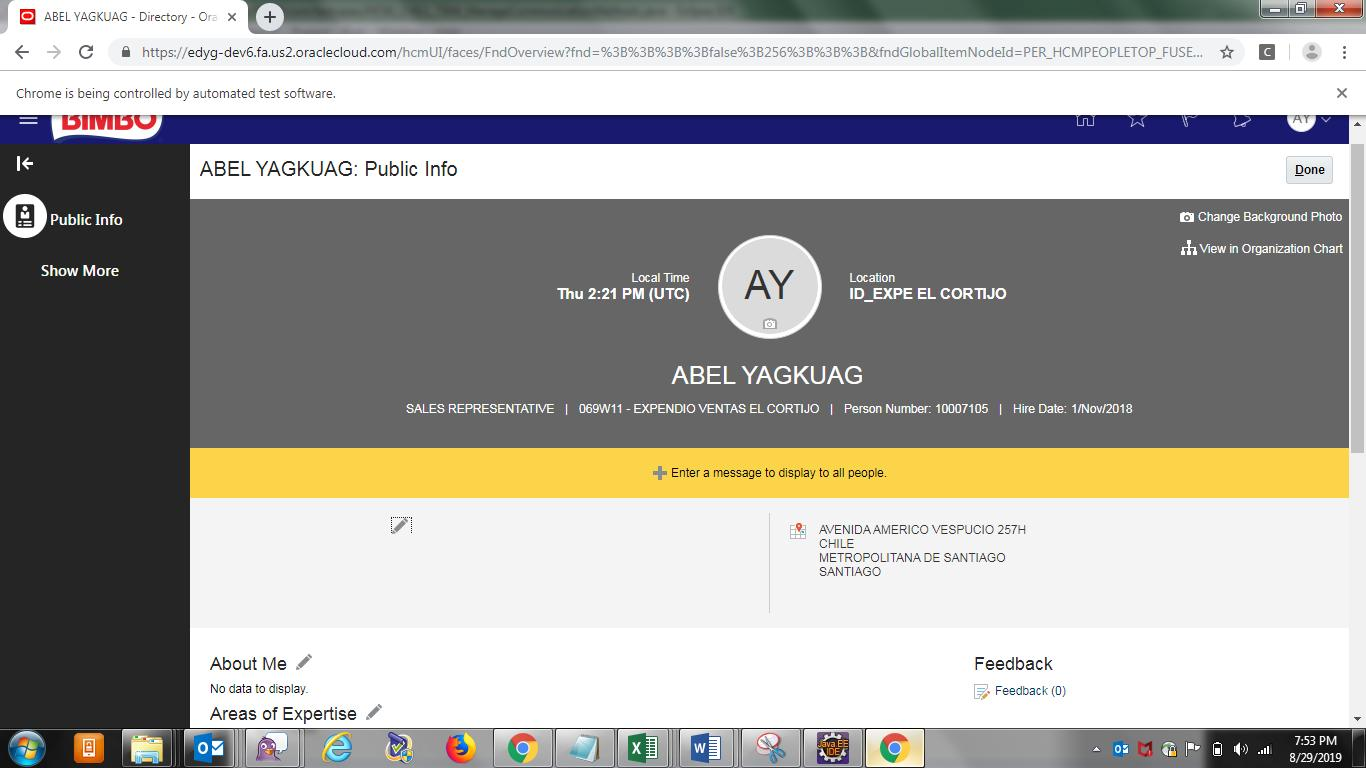 ABEL YAGKUAG - Directory - Ora
https://edyg-dev6.fa.us2.oraclecloud.com/hcmUI/faces/FndOverview?fnd=%3B%3B%3B%3Bfalse%3B256%3B%3B%3B&fndGlobalItemNodeId=PER_HCMPEOPLETOP_FUSE...
C
Chrome is being controlled by automated test software.
BIMBO
AY
ABEL YAGKUAG: Public Info
Done
Public Info
Show More
Change Background Photo
View in Organization Chart
Local Time
Thu 2:21 PM (UTC)
AY
Location
ID_EXPE EL CORTIJO
ABEL YAGKUAG
SALES REPRESENTATIVE | 069W11 - EXPENDIO VENTAS EL CORTIJO | Person Number: 10007105 | Hire Date: 1/Nov/2018
Enter a message to display to all people.
AVENIDA AMERICO VESPUCIO 257H
CHILE
METROPOLITANA DE SANTIAGO
SANTIAGO
About Me
No data to display.
Areas of Expertise
Feedback
Feedback (0)
Java EE
IDE
7:53 PM
8/29/2019